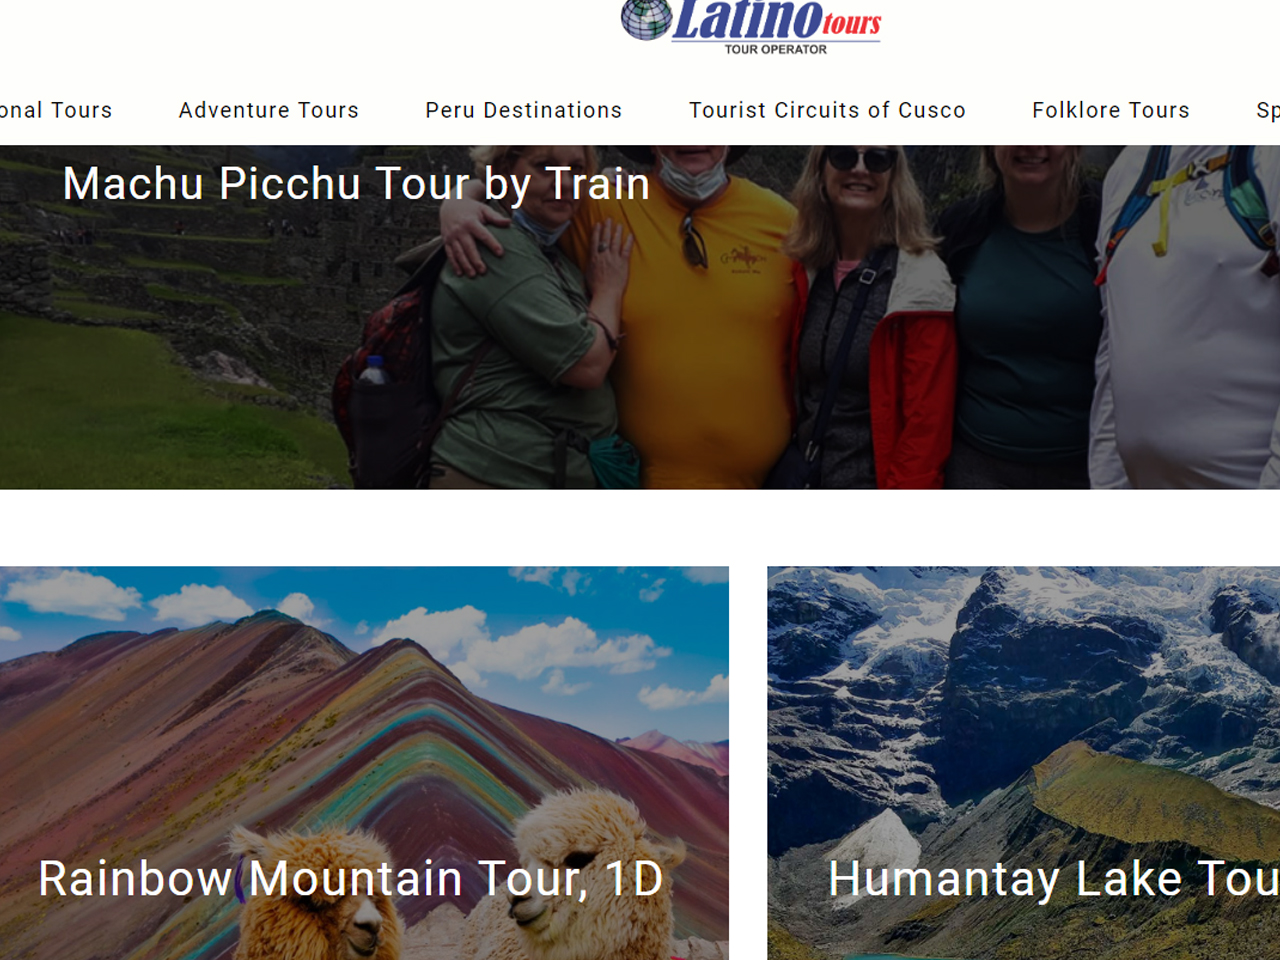 Latino tours
TOUR OPERATOR
onal Tours
Adventure Tours
Peru Destinations
Tourist Circuits of Cusco
Folklore Tours
Sp
Machu Picchu Tour by Train
Rainbow Mountain Tour, 1D
Humantay Lake Tou